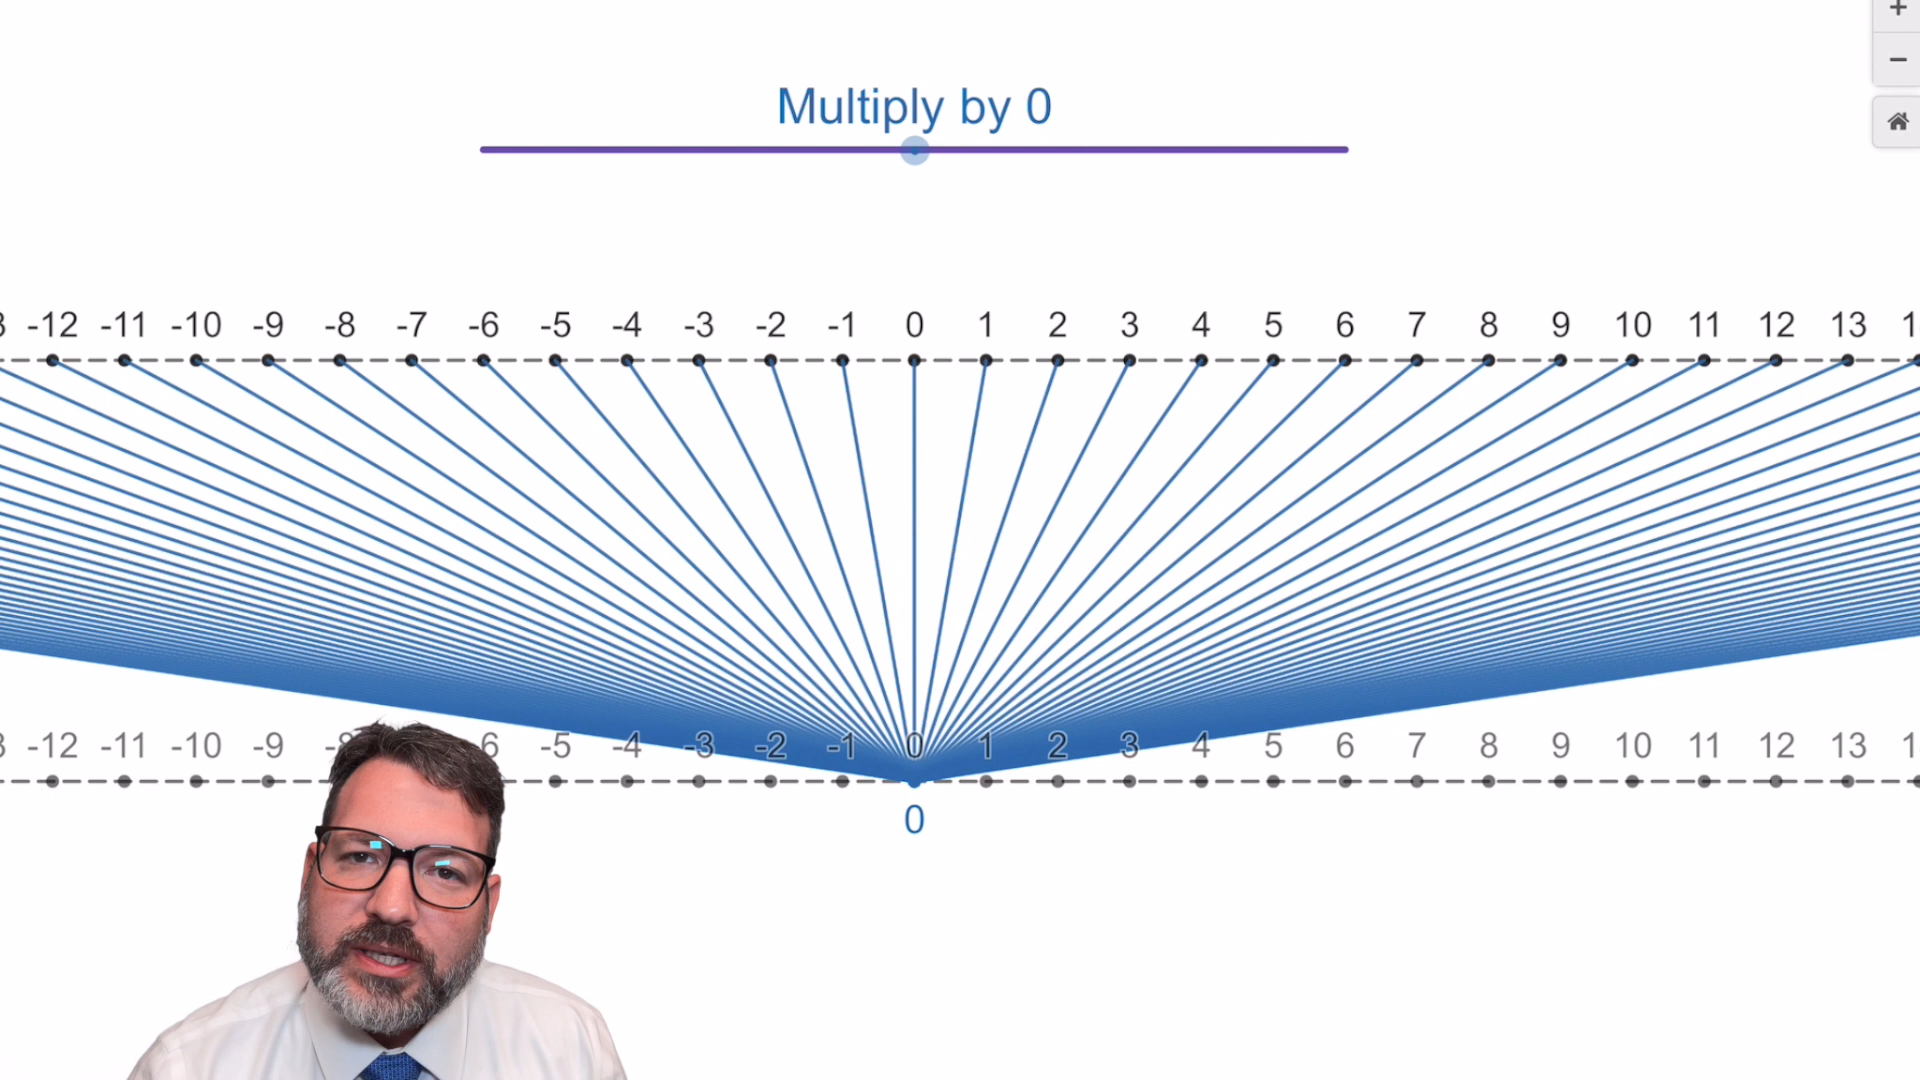 Multiply by 0
-12 -11 -10 -9 -8 -7 -6 -5 -4 -3 -2 -1 0 1 2 3 4 5 6 7 8 9 10 11 12 13
-12 -11 -10 -9 -5 -4 -3 -2 -1 0 1 2 3 4 5 6 7 8 9 10 11 12 13
0